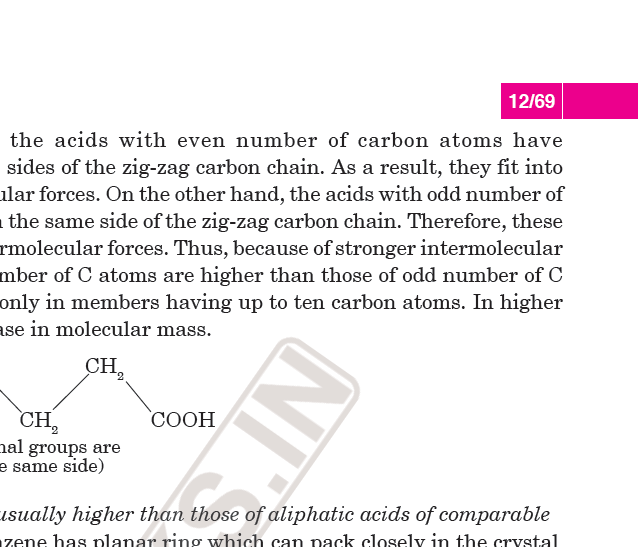 12/69
the acids with even number of carbon atoms have
sides of the zig-zag carbon chain. As a result, they fit into
ular forces. On the other hand, the acids with odd number of
the same side of the zig-zag carbon chain. Therefore, these
rmolecular forces. Thus, because of stronger intermolecular
mber of C atoms are higher than those of odd number of C
only in members having up to ten carbon atoms. In higher
ase in molecular mass.
CH₂
CH₂ COOH
nal groups are
e same side)
usually higher than those of aliphatic acids of comparable
nzene has planar ring which can pack closely in the crystal
S.IN